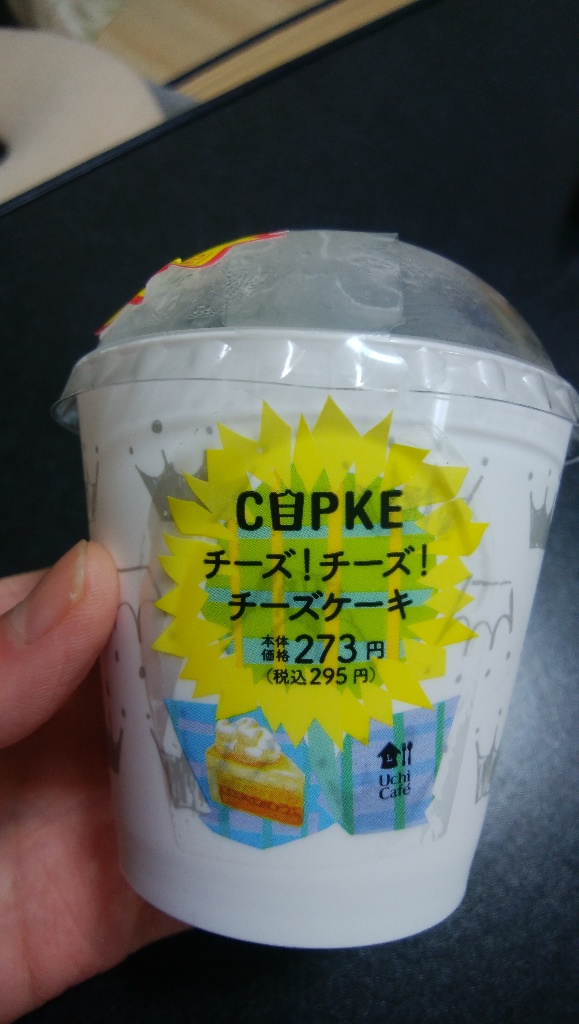 CUPKE
チーズ!チーズ!
チーズケーキ
本体価格273円
(税込295円)
L
Uchi
Café